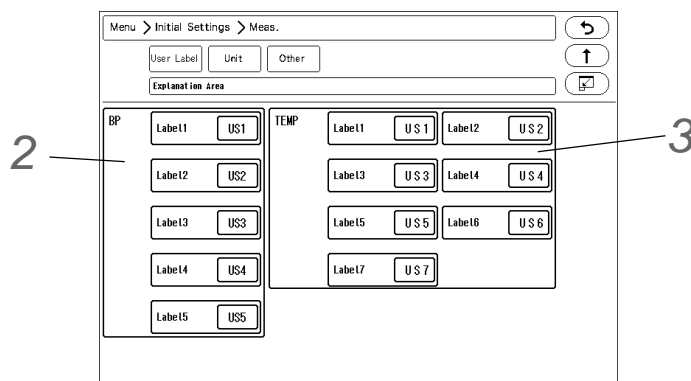 Menu > Initial Settings > Meas.
User Label Unit Other
Explanation Area
BP
Label1 US1
Label2 US2
Label3 US3
Label4 US4
Label5 US5
TEMP
Label1 US1 Label2 US2
Label3 US3 Label4 US4
Label5 US5 Label6 US6
Label7 US7
2
3